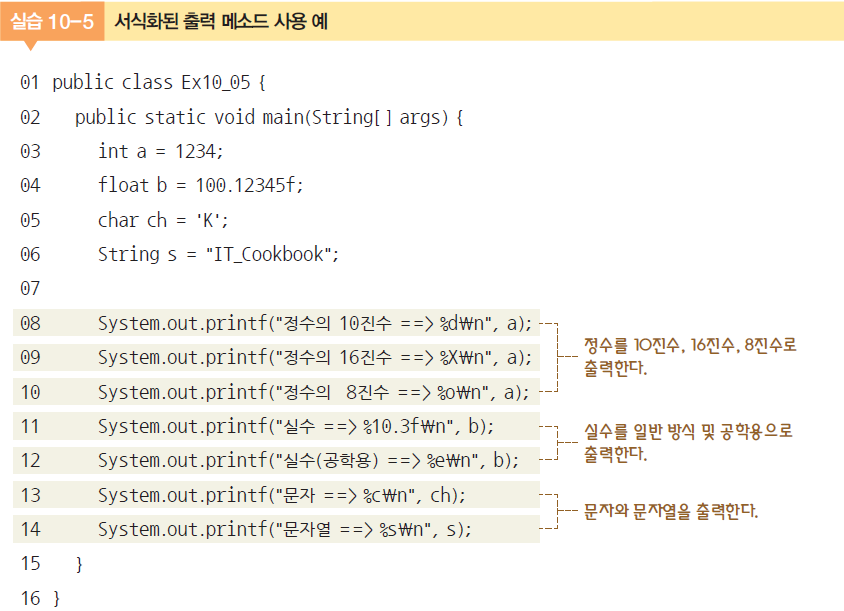 실습 10-5 서식화된 출력 메소드 사용 예
01 public class Ex10_05 {
02 public static void main(String[] args) {
03 int a = 1234;
04 float b = 100.12345f;
05 char ch = 'K';
06 String s = "IT_Cookbook";
07
08 System.out.printf("정수의 10진수 ==> %d₩n", a);
09 System.out.printf("정수의 16진수 ==> %X₩n", a);
10 System.out.printf("정수의 8진수 ==> %o₩n", a);
정수를 10진수, 16진수, 8진수로
출력한다.
11 System.out.printf("실수 ==> %10.3f₩n", b);
12 System.out.printf("실수(공학용) ==> %e₩n", b);
실수를 일반 방식 및 공학용으로
출력한다.
13 System.out.printf("문자 ==> %c₩n", ch);
14 System.out.printf("문자열 ==> %s₩n", s);
문자와 문자열을 출력한다.
15 }
16 }